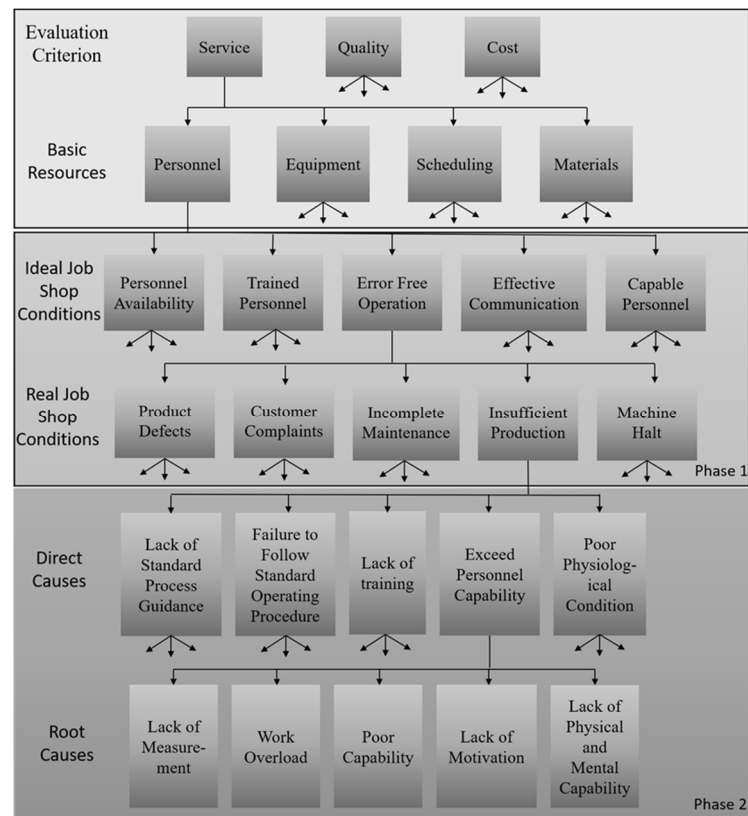 Evaluation
Criterion
Service
Quality
Cost
Basic
Resources
Personnel
Equipment
Scheduling
Materials
Ideal Job
Shop
Conditions
Personnel
Availability
Trained
Personnel
Error Free
Operation
Effective
Communication
Capable
Personnel
Real Job
Shop
Conditions
Product
Defects
Customer
Complaints
Incomplete
Maintenance
Insufficient
Production
Machine
Halt
Phase 1
Direct
Causes
Lack of
Standard
Process
Guidance
Failure to
Follow
Standard
Operating
Procedure
Lack of
training
Exceed
Personnel
Capability
Poor
Physiolog-
ical
Condition
Root
Causes
Lack of
Measure-
ment
Work
Overload
Poor
Capability
Lack of
Motivation
Lack of
Physical
and
Mental
Capability
Phase 2